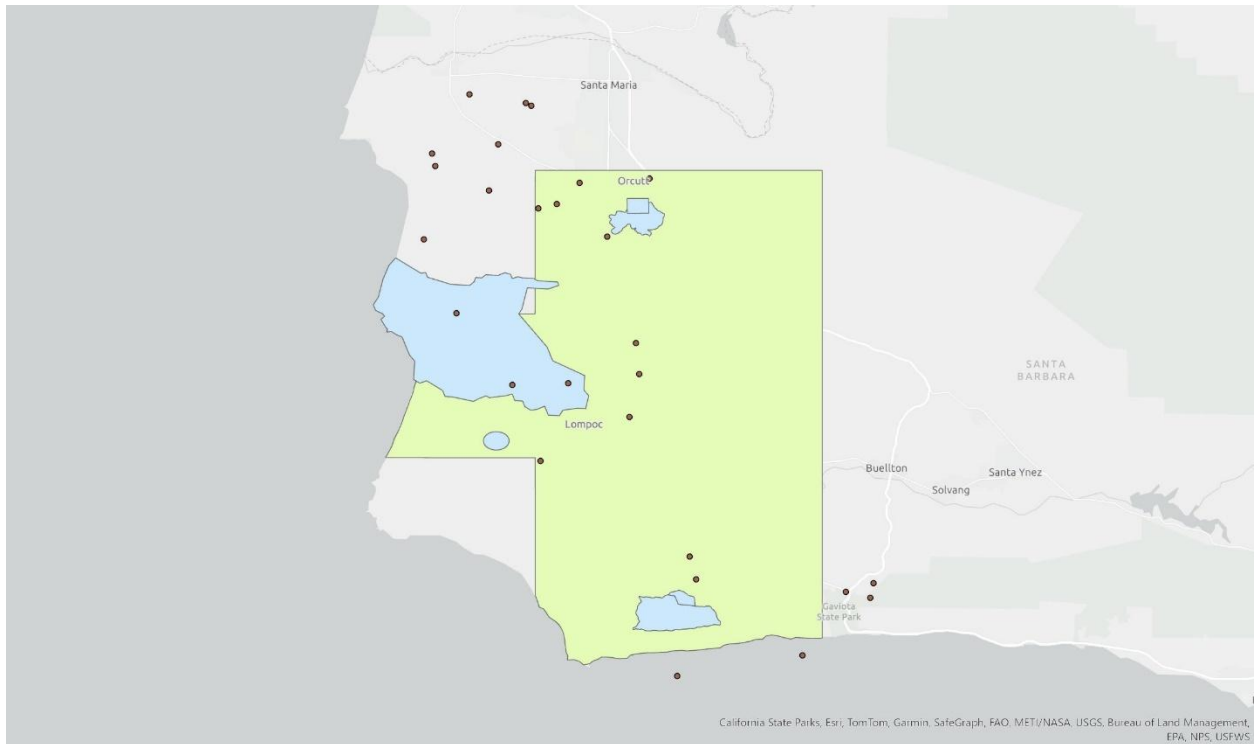 Santa Maria
Orcutt
SANTA
BARBARA
Lompoc
Buellton
Santa Ynez
Solvang
Gaviota
State Park
California State Parks, Esri, TomTom, Garmin, SafeGraph, FAO, METI/NASA, USGS, Bureau of Land Management,
EPA, NPS, USFWS